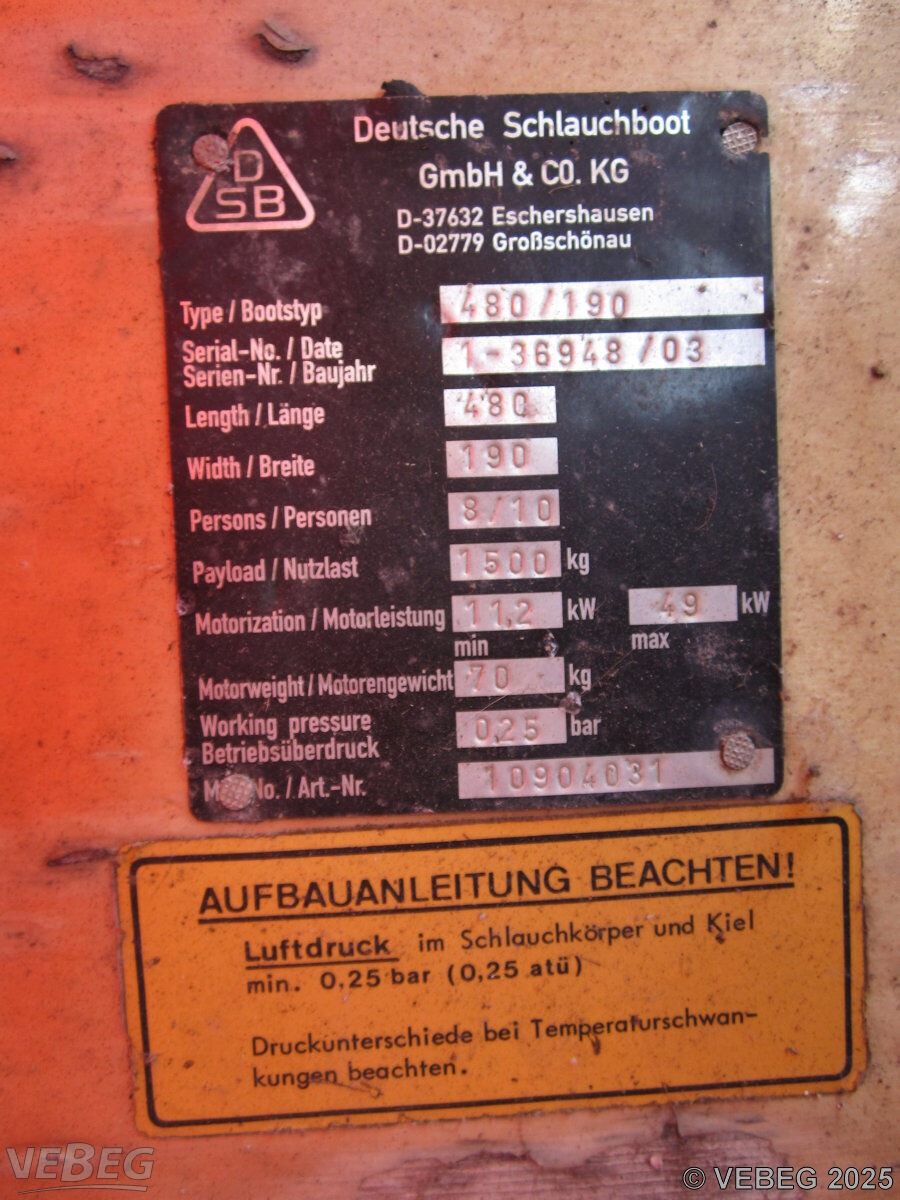 D
SB
Deutsche Schlauchboot
GmbH & CO. KG
D-37632 Eschershausen
D-02779 Großschönau
Type / Bootstyp 480/190
Serial-No. / Date
Serien-Nr. / Baujahr 1-36948/03
Length / Länge 480
Width / Breite 190
Persons / Personen 8/10
Payload / Nutzlast 1500 kg
Motorization / Motorleistung 11,2 kW 49 kW
min max
Motorweight / Motorengewicht 70 kg
Working pressure
Betriebsüberdruck 0,25 bar
No. / Art.-Nr. 10904031
AUFBAUANLEITUNG BEACHTEN!
Luftdruck im Schlauchkörper und Kiel
min. 0,25 bar (0,25 atü)
Druckunterschiede bei Temperaturschwan-
kungen beachten.
VEBEG
© VEBEG 2025